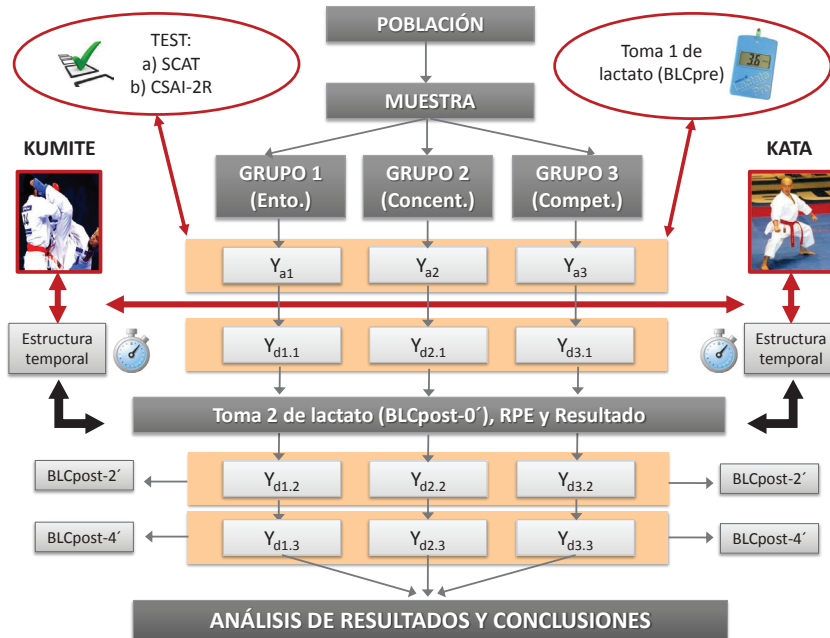 POBLACIÓN
TEST:
a) SCAT
b) CSAI-2R
Toma 1 de
lactato (BLCpre)
3.6
MUESTRA
KUMITE
KATA
GRUPO 1
(Ento.)
GRUPO 2
(Concent.)
GRUPO 3
(Compet.)
Ya1
Ya2
Ya3
Estructura
temporal
Yd1.1
Yd2.1
Yd3.1
Estructura
temporal
Toma 2 de lactato (BLCpost-0´), RPE y Resultado
BLCpost-2´
Yd1.2
Yd2.2
Yd3.2
BLCpost-2´
BLCpost-4´
Yd1.3
Yd2.3
Yd3.3
BLCpost-4´
ANÁLISIS DE RESULTADOS Y CONCLUSIONES